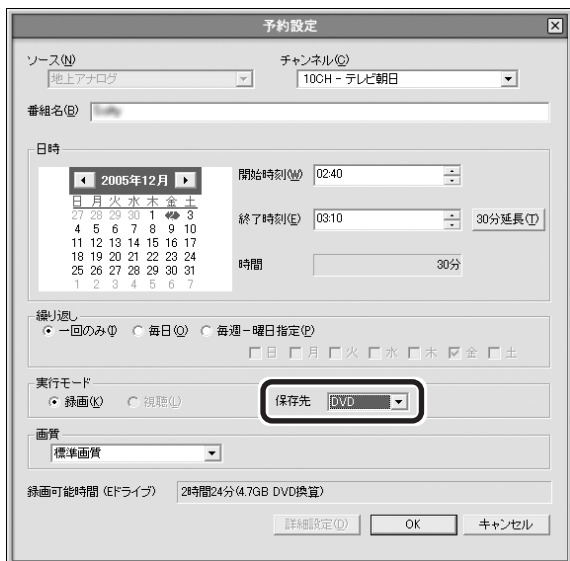 予約設定
ソース(N) チャンネル(C)
地上アナログ 10CH - テレビ朝日
番組名(B)
日時
2005年12月
日 月 火 水 木 金 土
27 28 29 30 1 3
4 5 6 7 8 9 10
11 12 13 14 15 16 17
18 19 20 21 22 23 24
25 26 27 28 29 30 31
1 2 3 4 5 6 7
開始時刻(W) 02:40
終了時刻(E) 03:10 30分延長(T)
時間 30分
繰り返し
一回のみ(I) 毎日(O) 毎週-曜日指定(P)
日 月 火 水 木 金 土
実行モード
録画(K) 視聴(L) 保存先 DVD
画質
標準画質
録画可能時間 (Eドライブ) 2時間24分(4.7GB DVD換算)
詳細設定(D) OK キャンセル